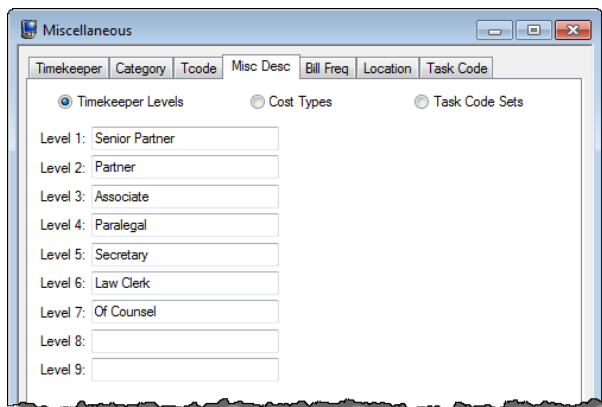 Miscellaneous
Timekeeper Category Tcode Misc Desc Bill Freq Location Task Code
Timekeeper Levels Cost Types Task Code Sets
Level 1: Senior Partner
Level 2: Partner
Level 3: Associate
Level 4: Paralegal
Level 5: Secretary
Level 6: Law Clerk
Level 7: Of Counsel
Level 8:
Level 9: